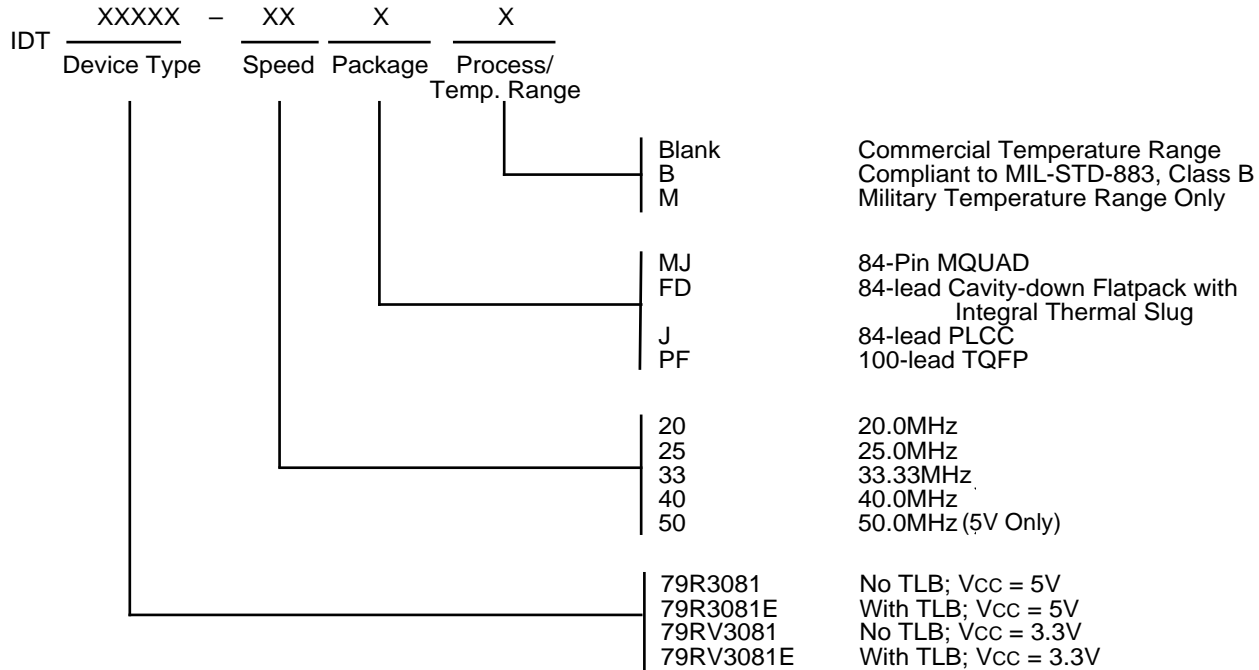 XXXXX – XX X X
IDT
Device Type Speed Package Process/
Temp. Range
Blank Commercial Temperature Range
B Compliant to MIL-STD-883, Class B
M Military Temperature Range Only
MJ 84-Pin MQUAD
FD 84-lead Cavity-down Flatpack with
Integral Thermal Slug
J 84-lead PLCC
PF 100-lead TQFP
20 20.0MHz
25 25.0MHz
33 33.33MHz
40 40.0MHz
50 50.0MHz (5V Only)
79R3081 No TLB; VCC = 5V
79R3081E With TLB; VCC = 5V
79RV3081 No TLB; VCC = 3.3V
79RV3081E With TLB; VCC = 3.3V